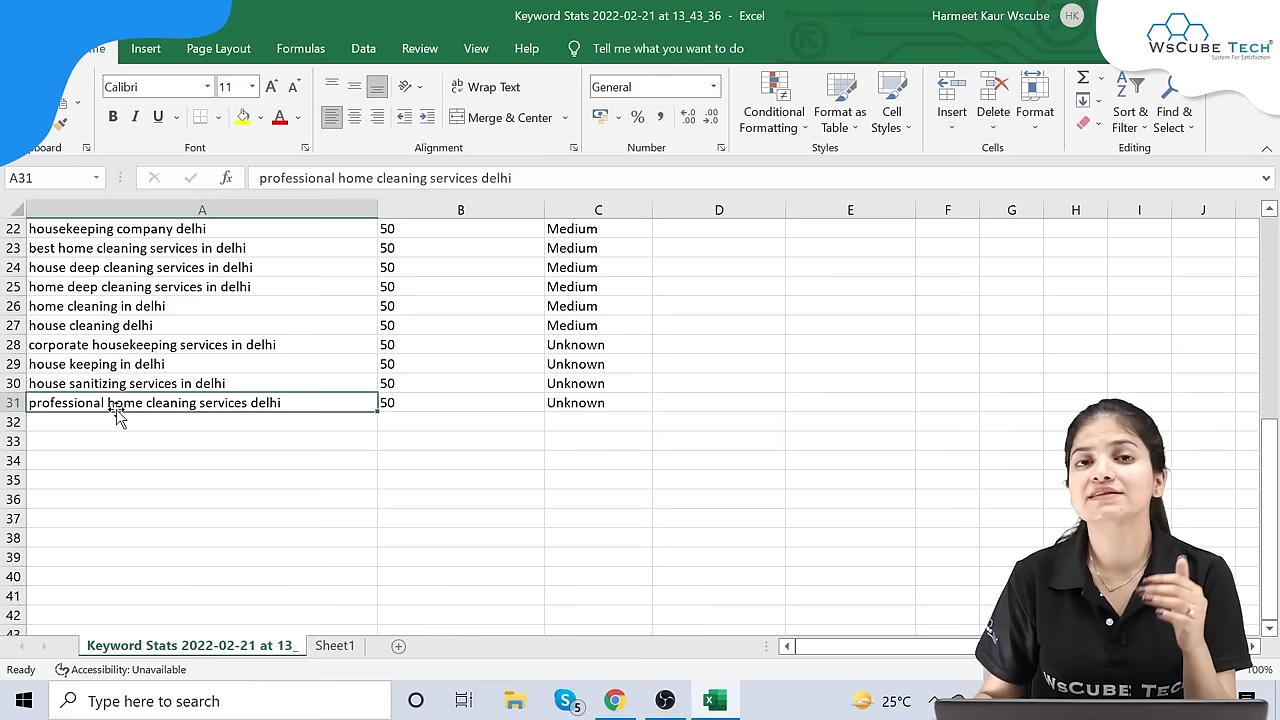 Keyword Stats 2022-02-21 at 13_43_36 - Excel
Harmeet Kaur Wscube
HK
WsCube Tech
System For Satisfaction
Insert Page Layout Formulas Data Review View Help Tell me what you want to do
Calibri 11 A A Wrap Text General
B I U A Merge & Center % ,
Conditional Formatting
Format as Table
Cell Styles
Insert Delete Format
Sort & Filter
Find & Select
Font Alignment Number Styles Cells Editing
A31 fx professional home cleaning services delhi
A B C D E F G H I J
22 housekeeping company delhi 50 Medium
23 best home cleaning services in delhi 50 Medium
24 house deep cleaning services in delhi 50 Medium
25 home deep cleaning services in delhi 50 Medium
26 home cleaning in delhi 50 Medium
27 house cleaning delhi 50 Medium
28 corporate housekeeping services in delhi 50 Unknown
29 house keeping in delhi 50 Unknown
30 house sanitizing services in delhi 50 Unknown
31 professional home cleaning services delhi 50 Unknown
32
33
34
35
36
37
38
39
40
41
42
Keyword Stats 2022-02-21 at 13_ Sheet1
Ready Accessibility: Unavailable 100%
Type here to search 5 25°C
WsCube Tech